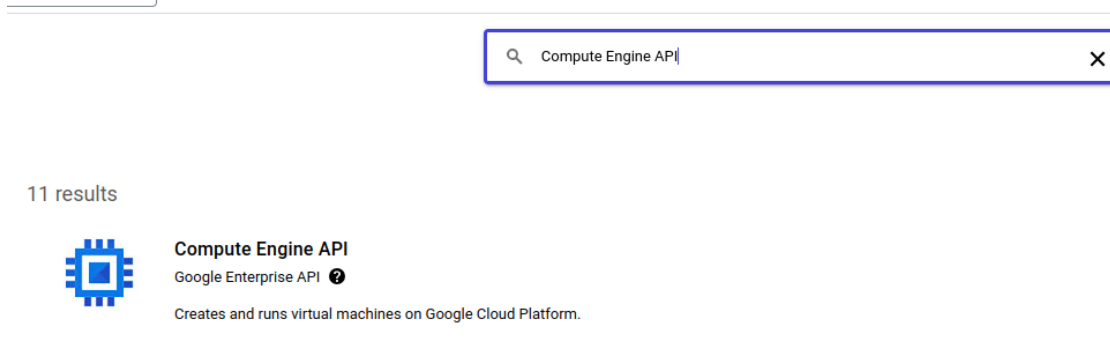 Compute Engine API
11 results
Compute Engine API
Google Enterprise API ?
Creates and runs virtual machines on Google Cloud Platform.